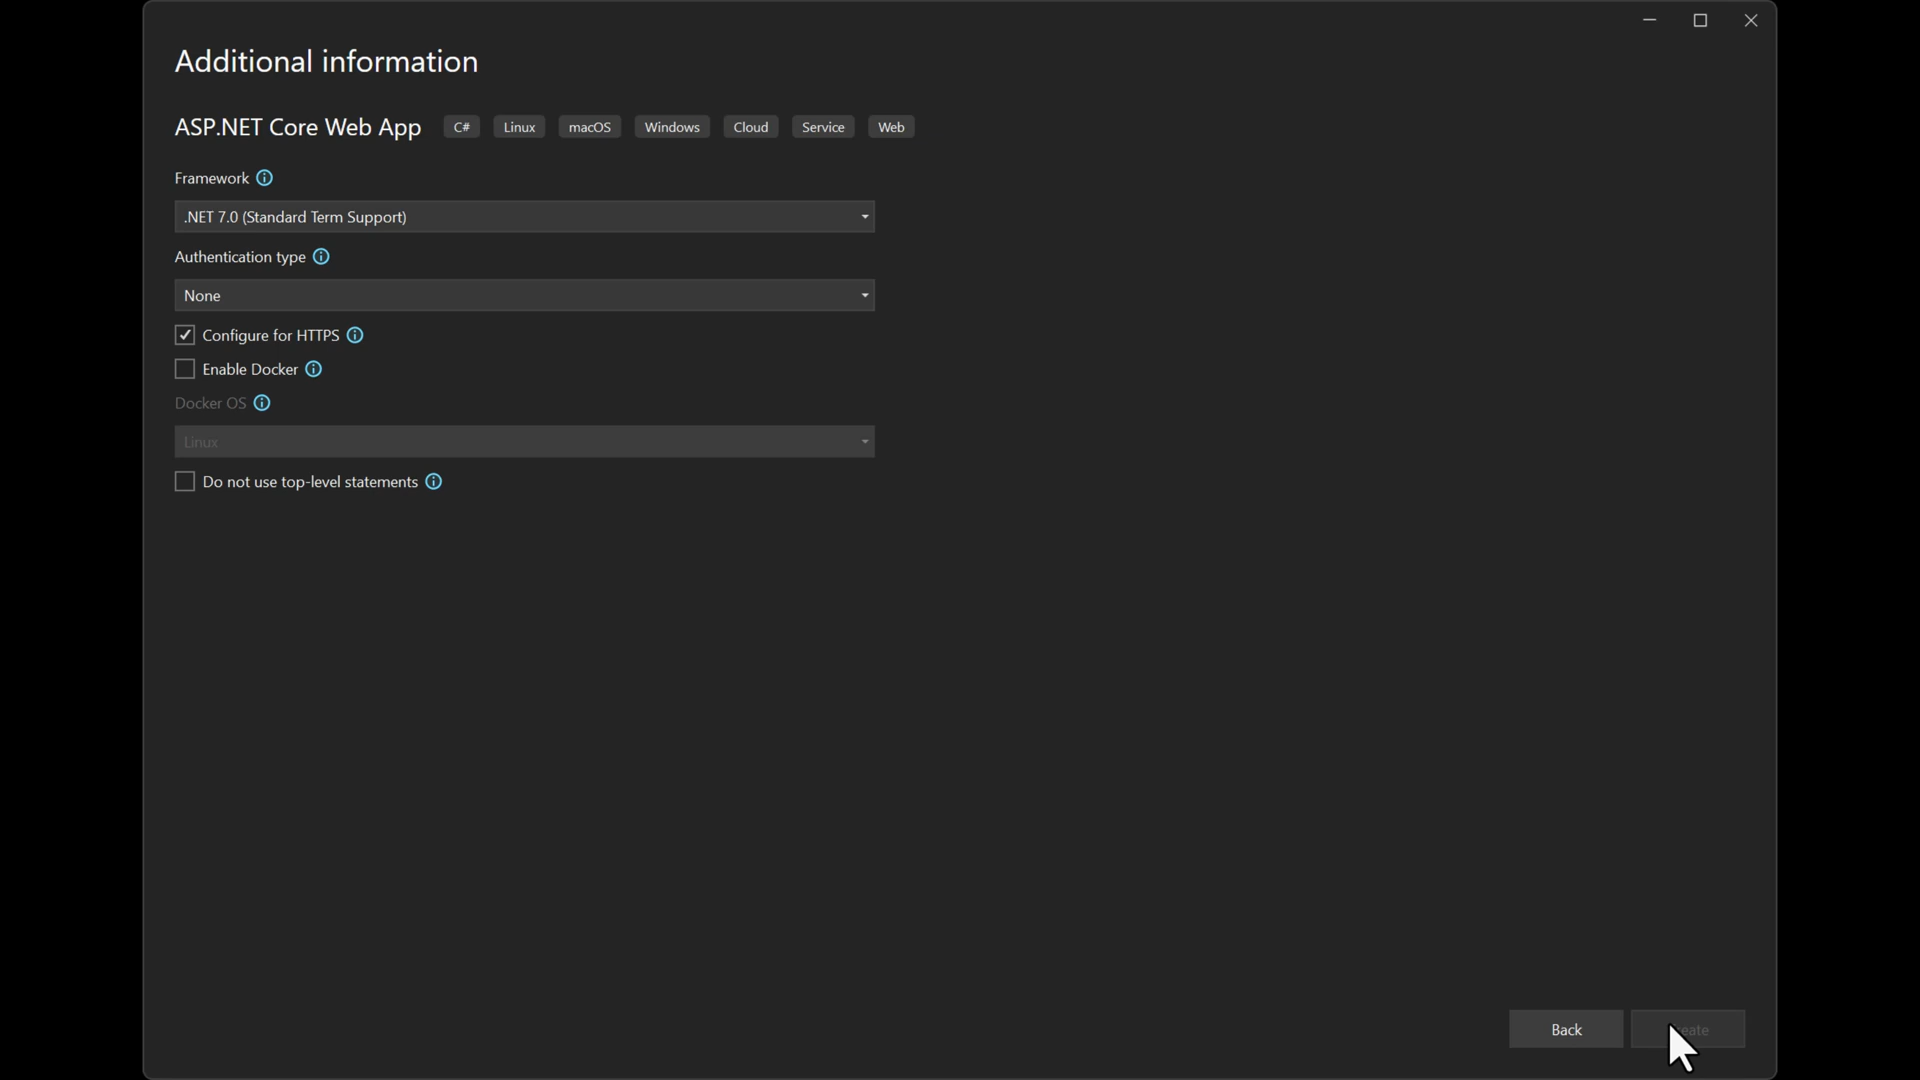 Additional information
ASP.NET Core Web App C# Linux macOS Windows Cloud Service Web
Framework
.NET 7.0 (Standard Term Support)
Authentication type
None
Configure for HTTPS
Enable Docker
Docker OS
Linux
Do not use top-level statements
Back